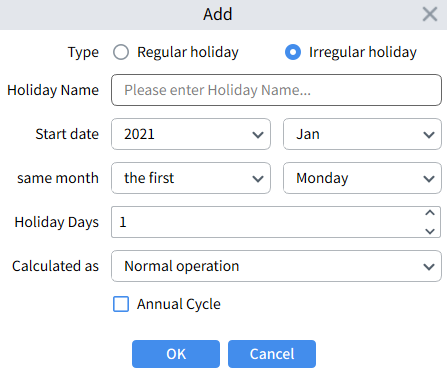 Add
Type Regular holiday Irregular holiday
Holiday Name Please enter Holiday Name...
Start date 2021 Jan
same month the first Monday
Holiday Days 1
Calculated as Normal operation
Annual Cycle
OK Cancel